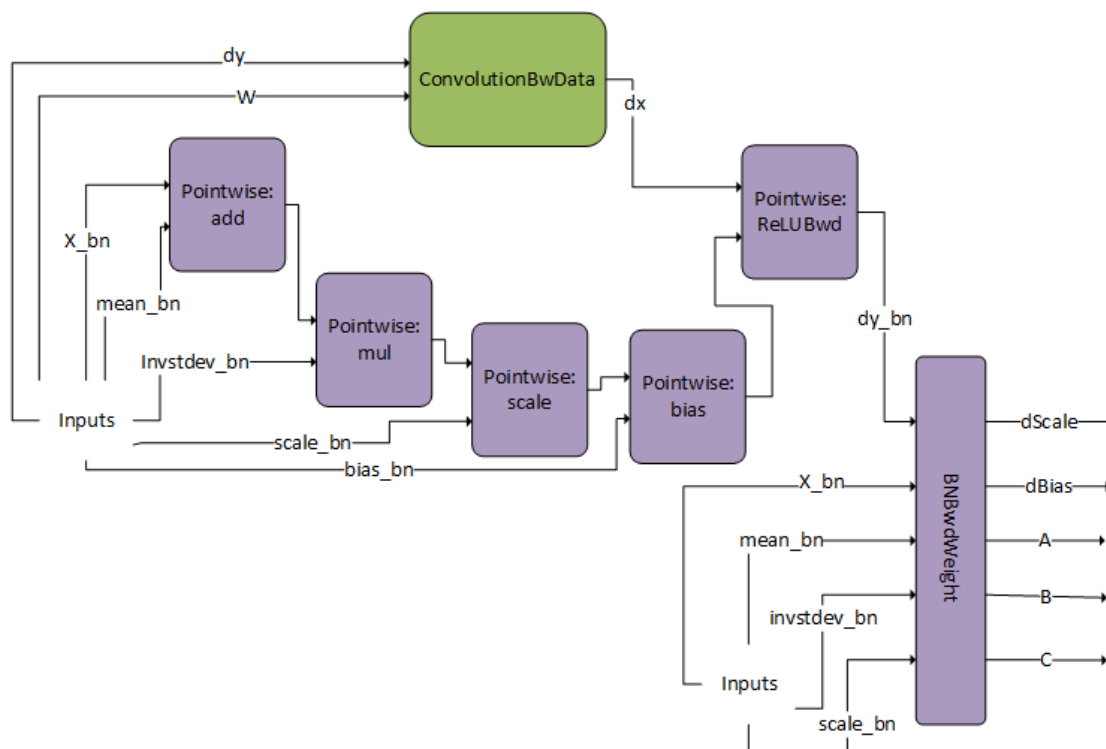 dy
ConvolutionBwData
W
dx
Pointwise:
add
Pointwise:
ReLUBwd
X_bn
mean_bn
Pointwise:
mul
dy_bn
Invstdev_bn
Pointwise:
scale
Pointwise:
bias
Inputs
scale_bn
bias_bn
dScale
X_bn
dBias
mean_bn
A
BNBwdWeight
invstdev_bn
B
C
Inputs
scale_bn